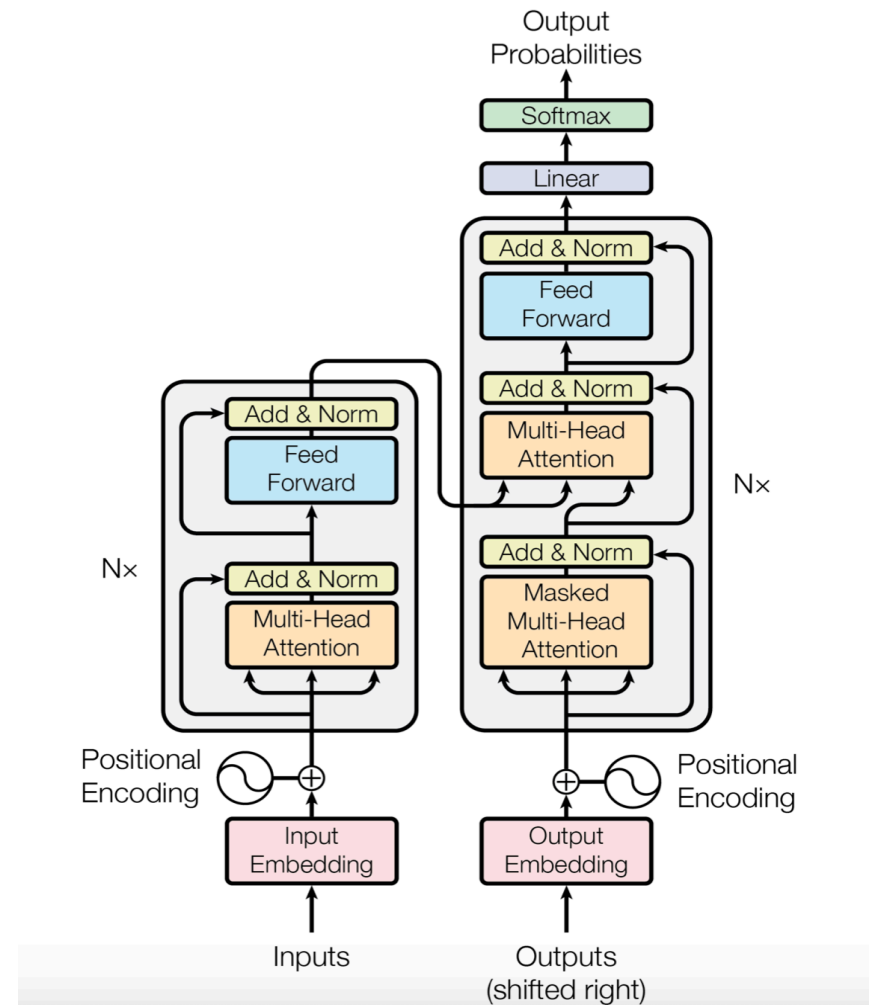 Output
Probabilities
Softmax
Linear
Add & Norm
Feed
Forward
Add & Norm
Multi-Head
Attention
Add & Norm
Masked
Multi-Head
Attention
Nx
Add & Norm
Feed
Forward
Add & Norm
Multi-Head
Attention
Nx
Positional
Encoding
Positional
Encoding
Input
Embedding
Output
Embedding
Inputs
Outputs
(shifted right)